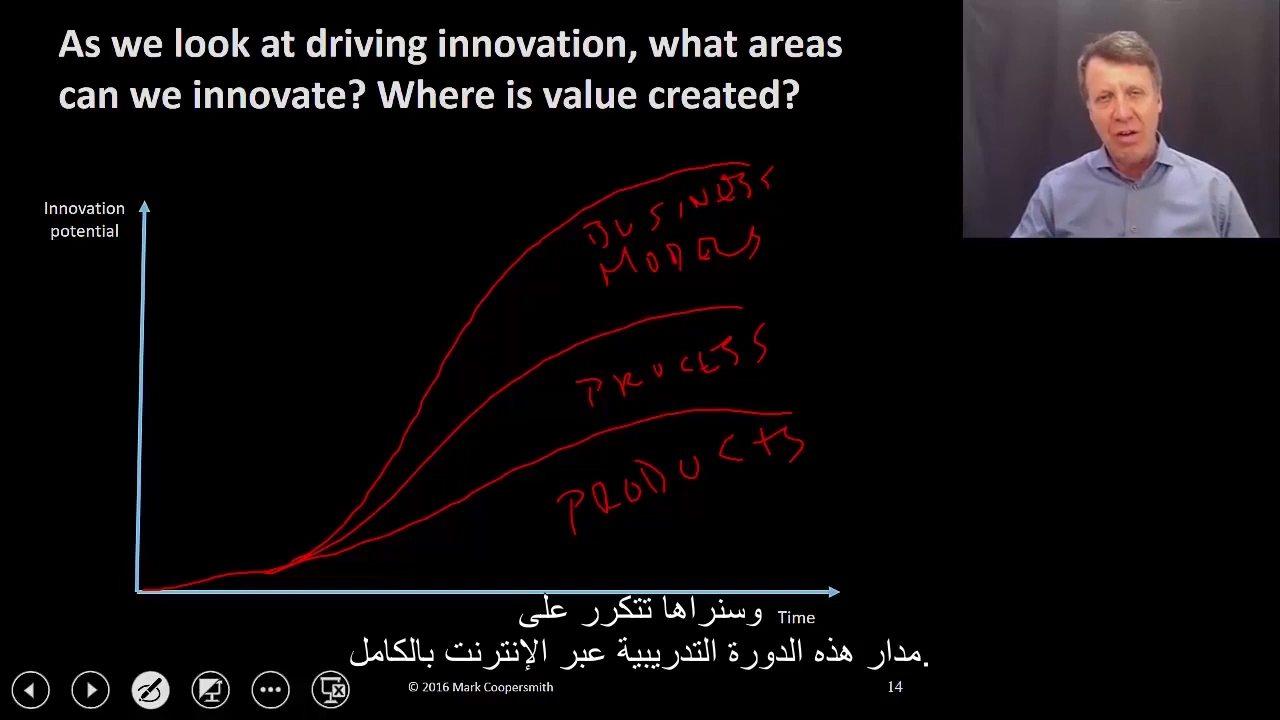 As we look at driving innovation, what areas
can we innovate? Where is value created?
Innovation
potential
BUSINESS
MODELS
PROCESS
PRODUCTS
وسنراها تتكرر على
Time
مدار هذه الدورة التدريبية عبر الإنترنت بالكامل.
© 2016 Mark Coopersmith
14